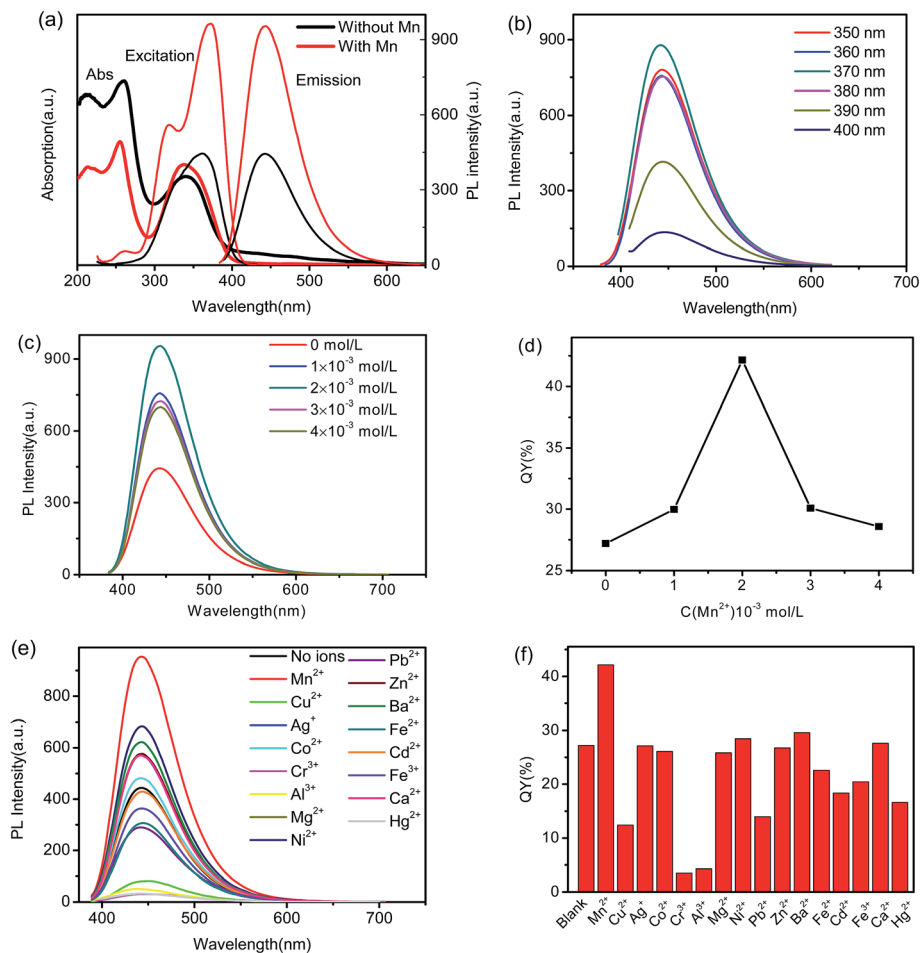 (a)
Without Mn
With Mn
Excitation
Abs
Emission
900
600
300
0
Absorption(a.u.)
PL intensity(a.u.)
200 300 400 500 600
Wavelength(nm)
(b)
350 nm
360 nm
370 nm
380 nm
390 nm
400 nm
900
600
300
0
PL Intensity(a.u.)
400 500 600 700
Wavelength(nm)
(c)
0 mol/L
1×10⁻³ mol/L
2×10⁻³ mol/L
3×10⁻³ mol/L
4×10⁻³ mol/L
900
600
300
0
PL Intensity(a.u.)
400 500 600 700
Wavelength(nm)
(d)
40
35
30
25
QY(%)
0 1 2 3 4
C(Mn²⁺)10⁻³ mol/L
(e)
No ions
Mn²⁺
Cu²⁺
Ag⁺
Co²⁺
Cr³⁺
Al³⁺
Mg²⁺
Ni²⁺
Pb²⁺
Zn²⁺
Ba²⁺
Fe²⁺
Cd²⁺
Fe³⁺
Ca²⁺
Hg²⁺
800
600
400
200
0
PL Intensity(a.u.)
400 500 600 700
Wavelength(nm)
(f)
40
30
20
10
0
QY(%)
Blank Mn²⁺ Cu²⁺ Ag⁺ Co²⁺ Cr³⁺ Al³⁺ Mg²⁺ Ni²⁺ Pb²⁺ Zn²⁺ Ba²⁺ Fe²⁺ Cd²⁺ Fe³⁺ Ca²⁺ Hg²⁺